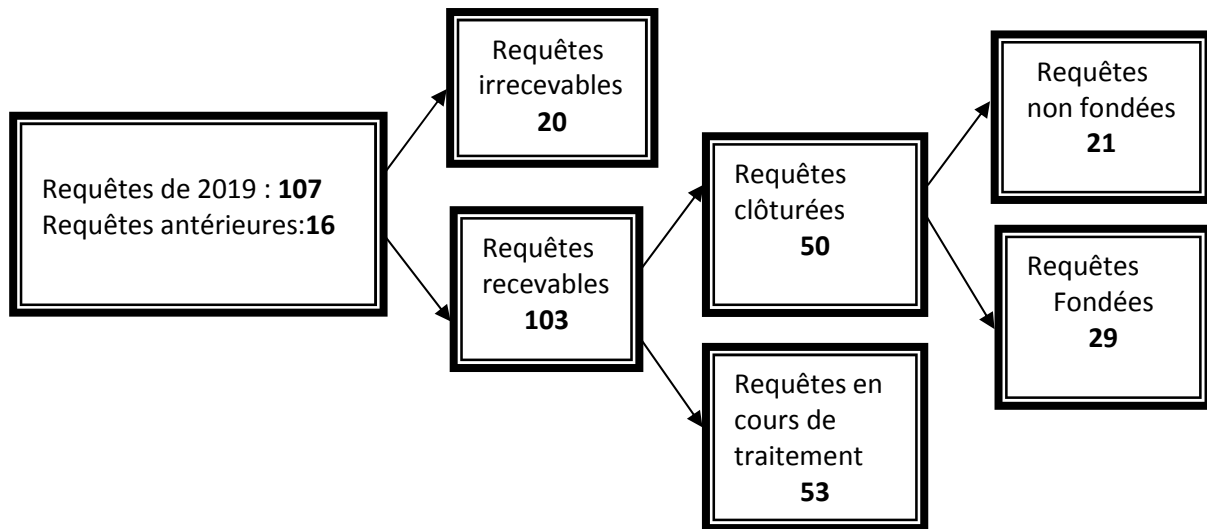 Requêtes de 2019 : 107
Requêtes antérieures:16
Requêtes
irrecevables
20
Requêtes
recevables
103
Requêtes
clôturées
50
Requêtes en
cours de
traitement
53
Requêtes
non fondées
21
Requêtes
Fondées
29